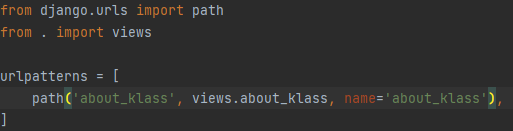 from django.urls import path
from . import views

urlpatterns = [
    path('about_klass', views.about_klass, name='about_klass'),
]